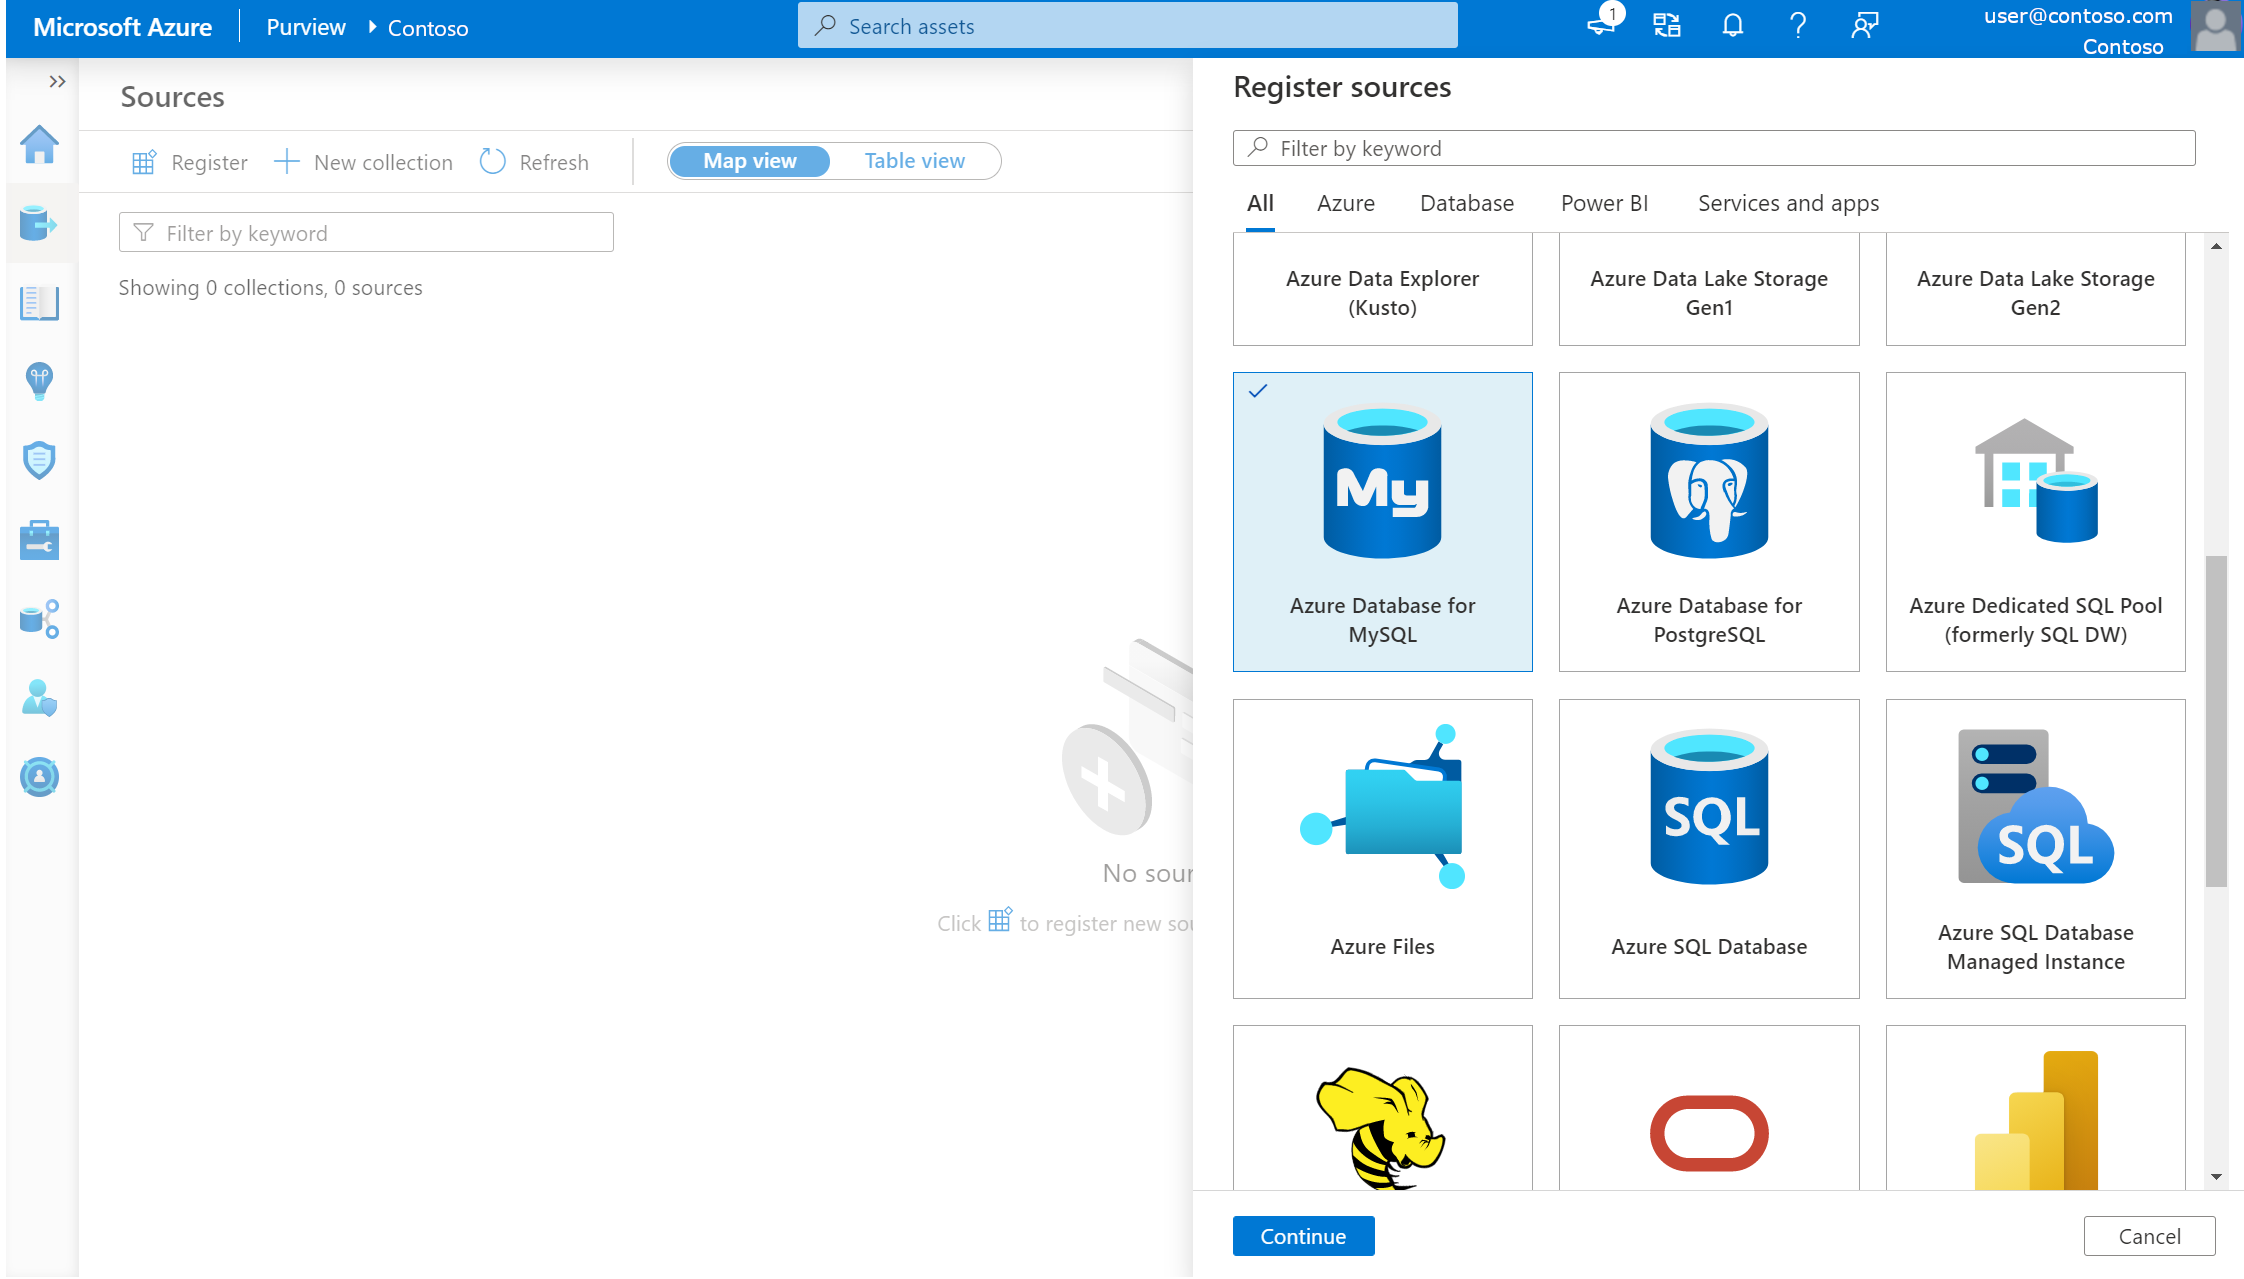 Microsoft Azure
Purview
Contoso
Search assets
1
user@contoso.com
Contoso
Sources
Register
New collection
Refresh
Map view
Table view
Filter by keyword
Showing 0 collections, 0 sources
No sour
Click to register new sou
Register sources
Filter by keyword
All
Azure
Database
Power BI
Services and apps
Azure Data Explorer
(Kusto)
Azure Data Lake Storage
Gen1
Azure Data Lake Storage
Gen2
My
Azure Database for
MySQL
Azure Database for
PostgreSQL
Azure Dedicated SQL Pool
(formerly SQL DW)
Azure Files
SQL
Azure SQL Database
SQL
Azure SQL Database
Managed Instance
Continue
Cancel